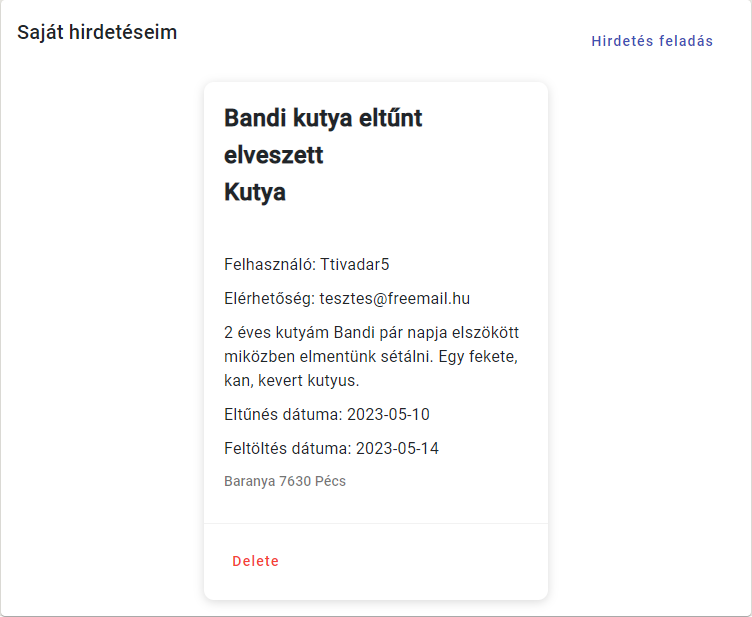 Saját hirdetéseim
Hirdetés feladás
Bandi kutya eltűnt
elveszett
Kutya
Felhasználó: Ttivadar5
Elérhetőség: tesztes@freemail.hu
2 éves kutyám Bandi pár napja elszökött
miközben elmentünk sétálni. Egy fekete,
kan, kevert kutyus.
Eltűnés dátuma: 2023-05-10
Feltöltés dátuma: 2023-05-14
Baranya 7630 Pécs
Delete